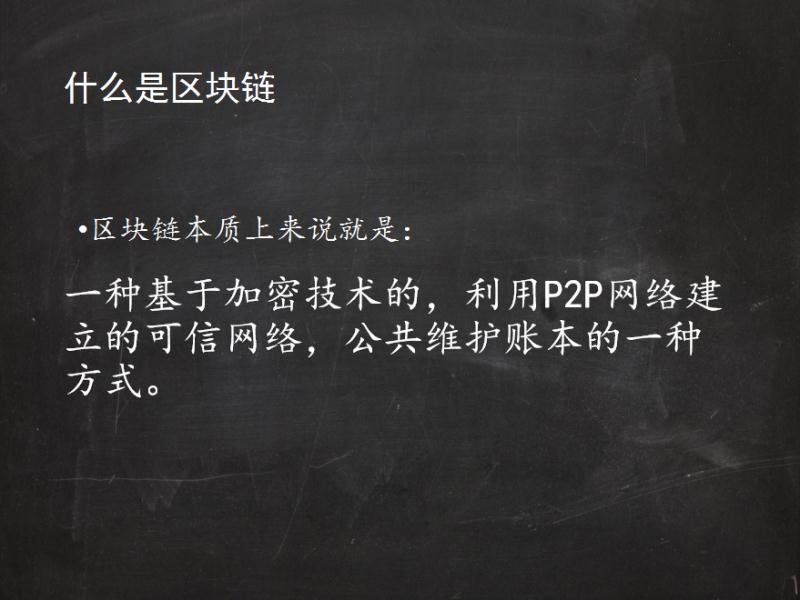 什么是区块链
•区块链本质上来说就是：
一种基于加密技术的，利用P2P网络建
立的可信网络，公共维护账本的一种
方式。